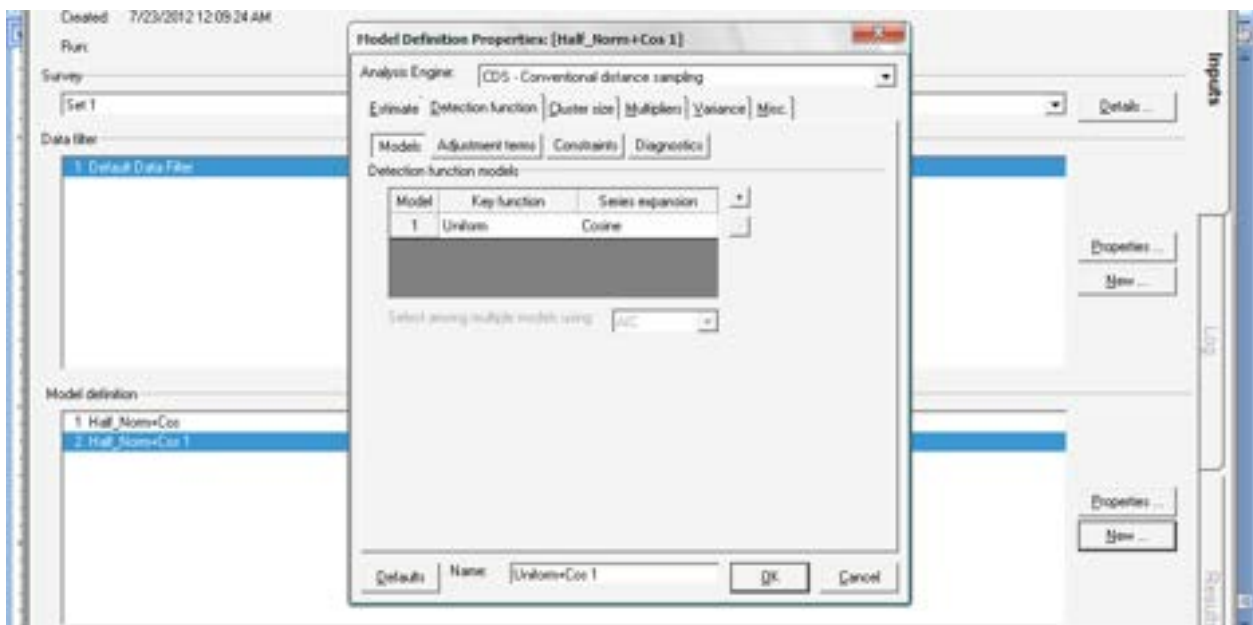 Created 7/23/2012 12:09:24 AM
Run:
Survey
Set 1
Details ...
Data filter
1 Default Data Filter
Properties ...
New ...
Model definition
1 Half_Norm+Cos
2 Half_Norm+Cos 1
Properties ...
New ...
Inputs
Log
Results
Model Definition Properties: [Half_Norm+Cos 1]
Analysis Engine: CDS - Conventional distance sampling
Estimate Detection function Cluster size Multipliers Variance Misc.
Models Adjustment terms Constraints Diagnostics
Detection function models
Model Key function Series expansion
1 Uniform Cosine
+
-
Select among multiple models using AIC
Defaults Name: Uniform+Cos 1 OK Cancel